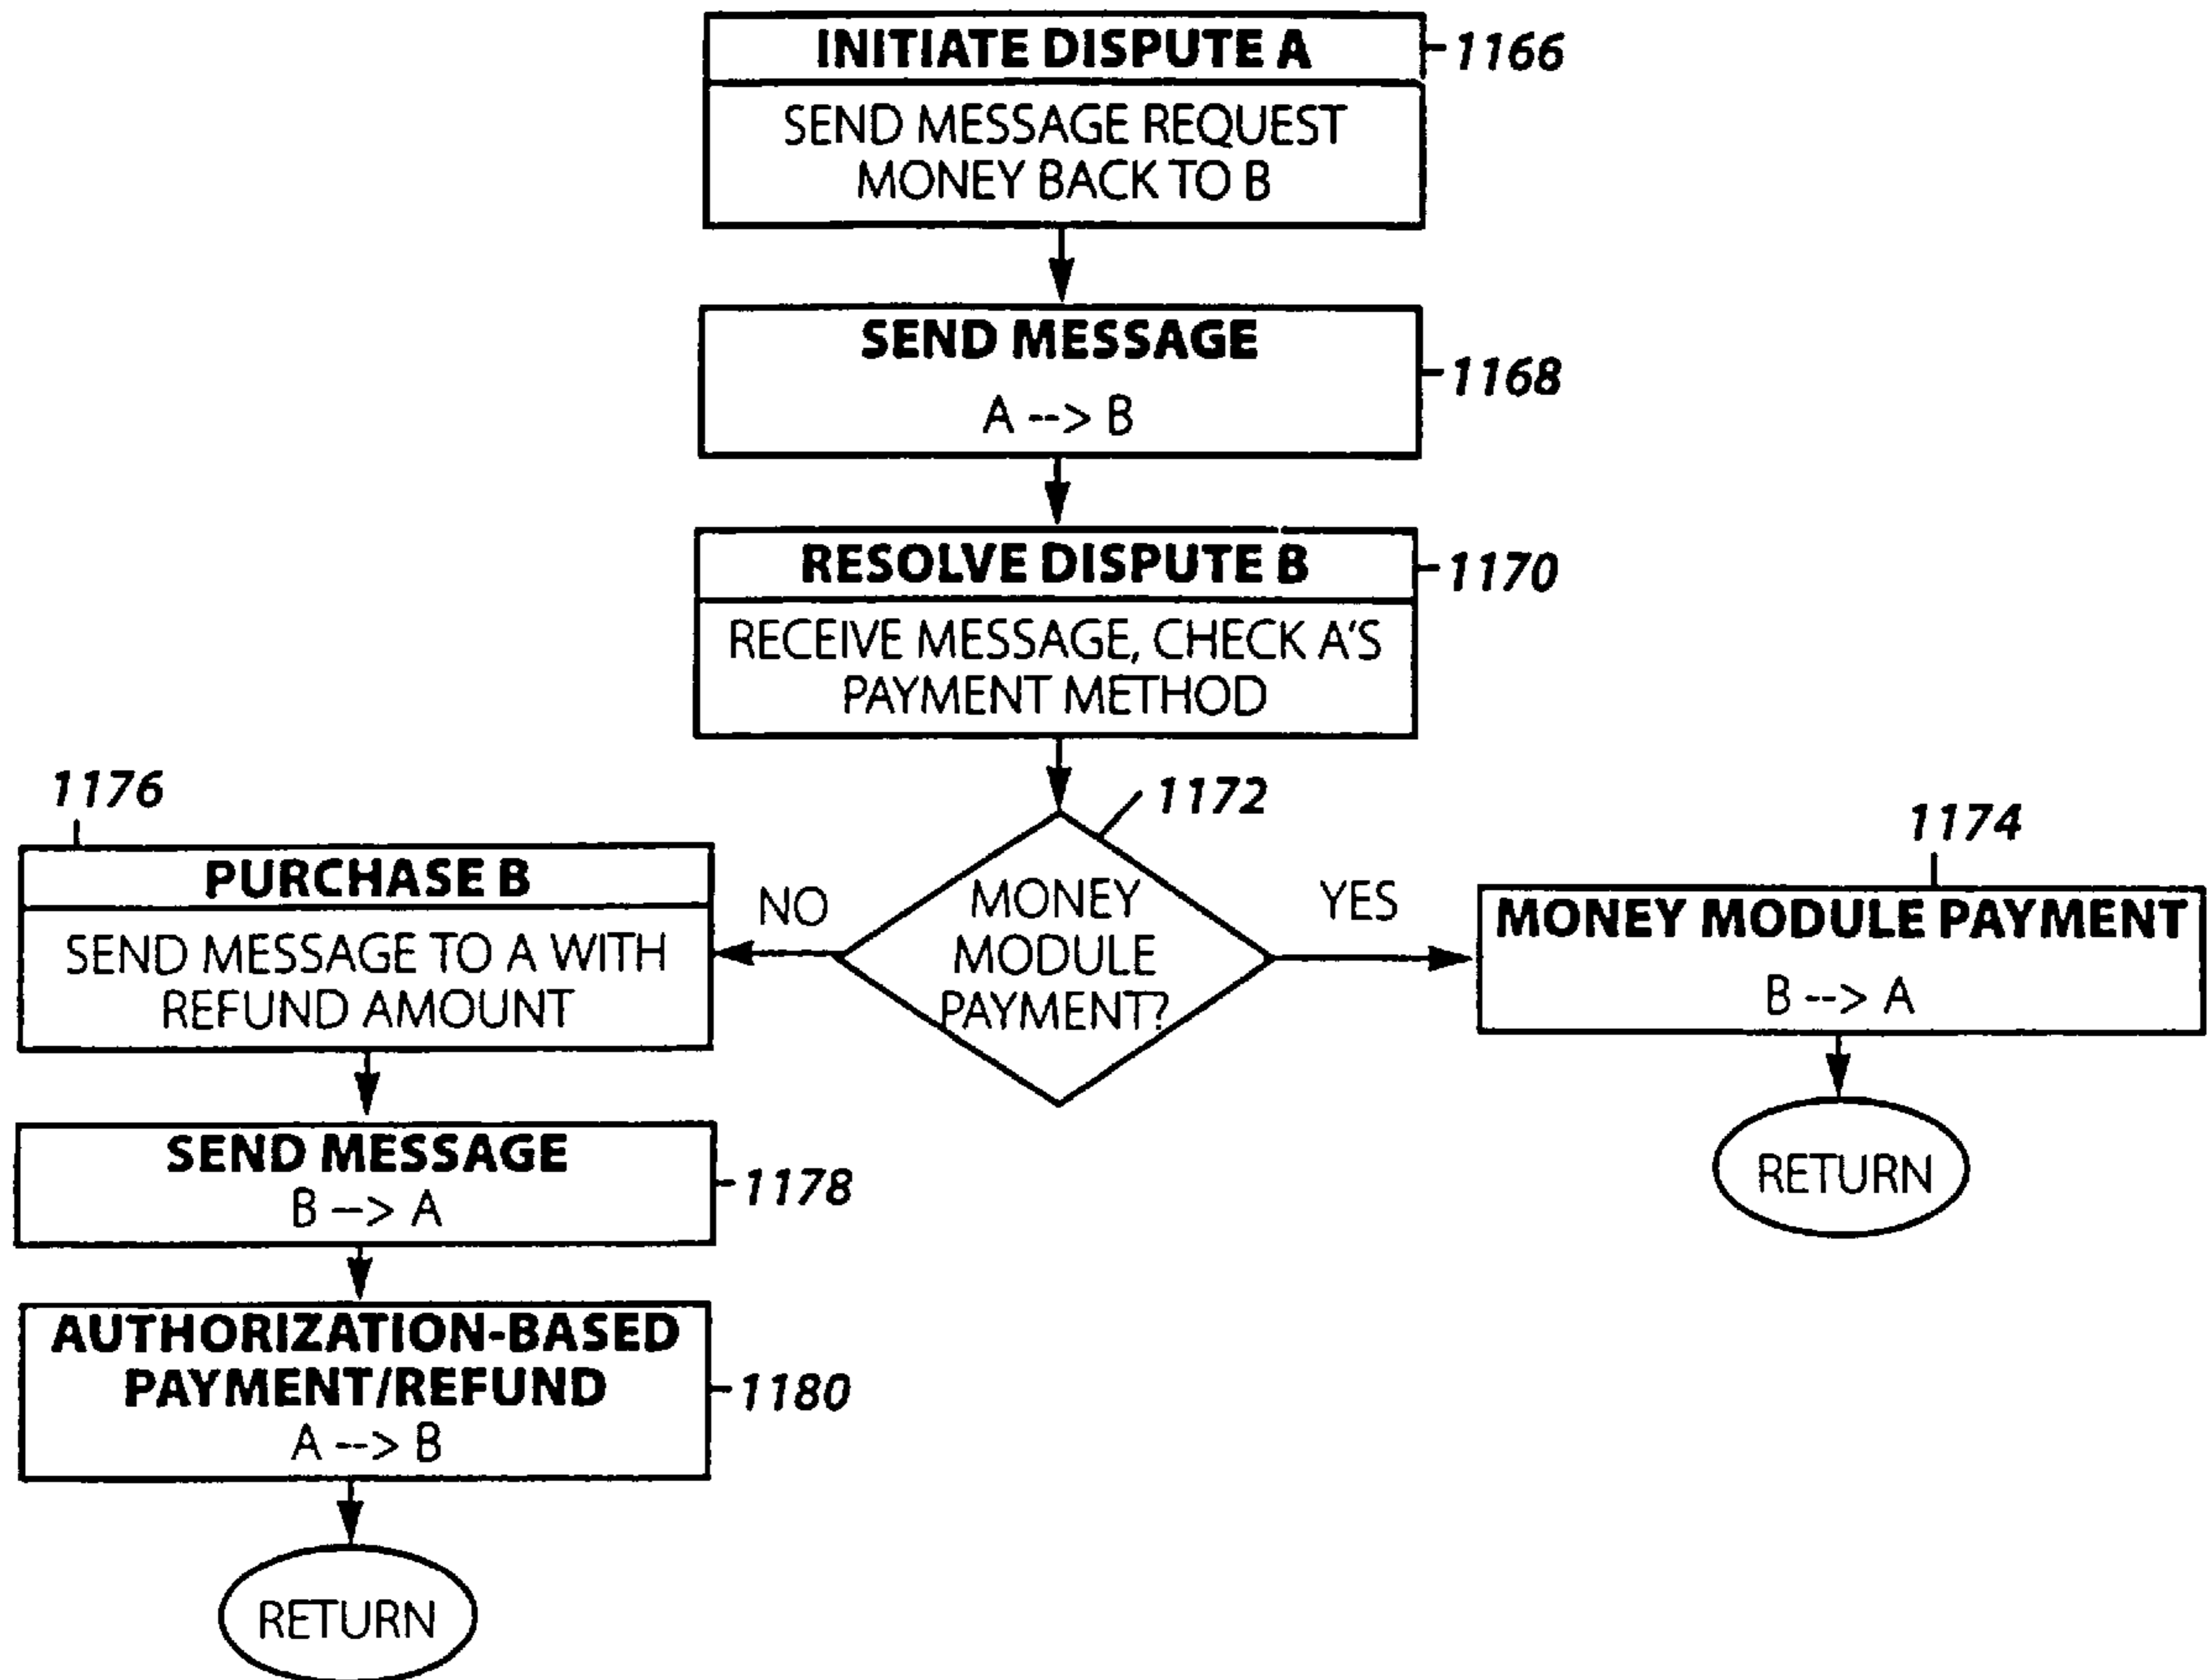 INITIATE DISPUTE A
1166
SEND MESSAGE REQUEST
MONEY BACK TO B
SEND MESSAGE
1168
A --> B
RESOLVE DISPUTE B
1170
RECEIVE MESSAGE, CHECK A'S
PAYMENT METHOD
1172
MONEY
MODULE
PAYMENT?
NO
YES
1176
PURCHASE B
SEND MESSAGE TO A WITH
REFUND AMOUNT
1174
MONEY MODULE PAYMENT
B --> A
RETURN
SEND MESSAGE
B --> A
1178
AUTHORIZATION-BASED
PAYMENT/REFUND
1180
A --> B
RETURN